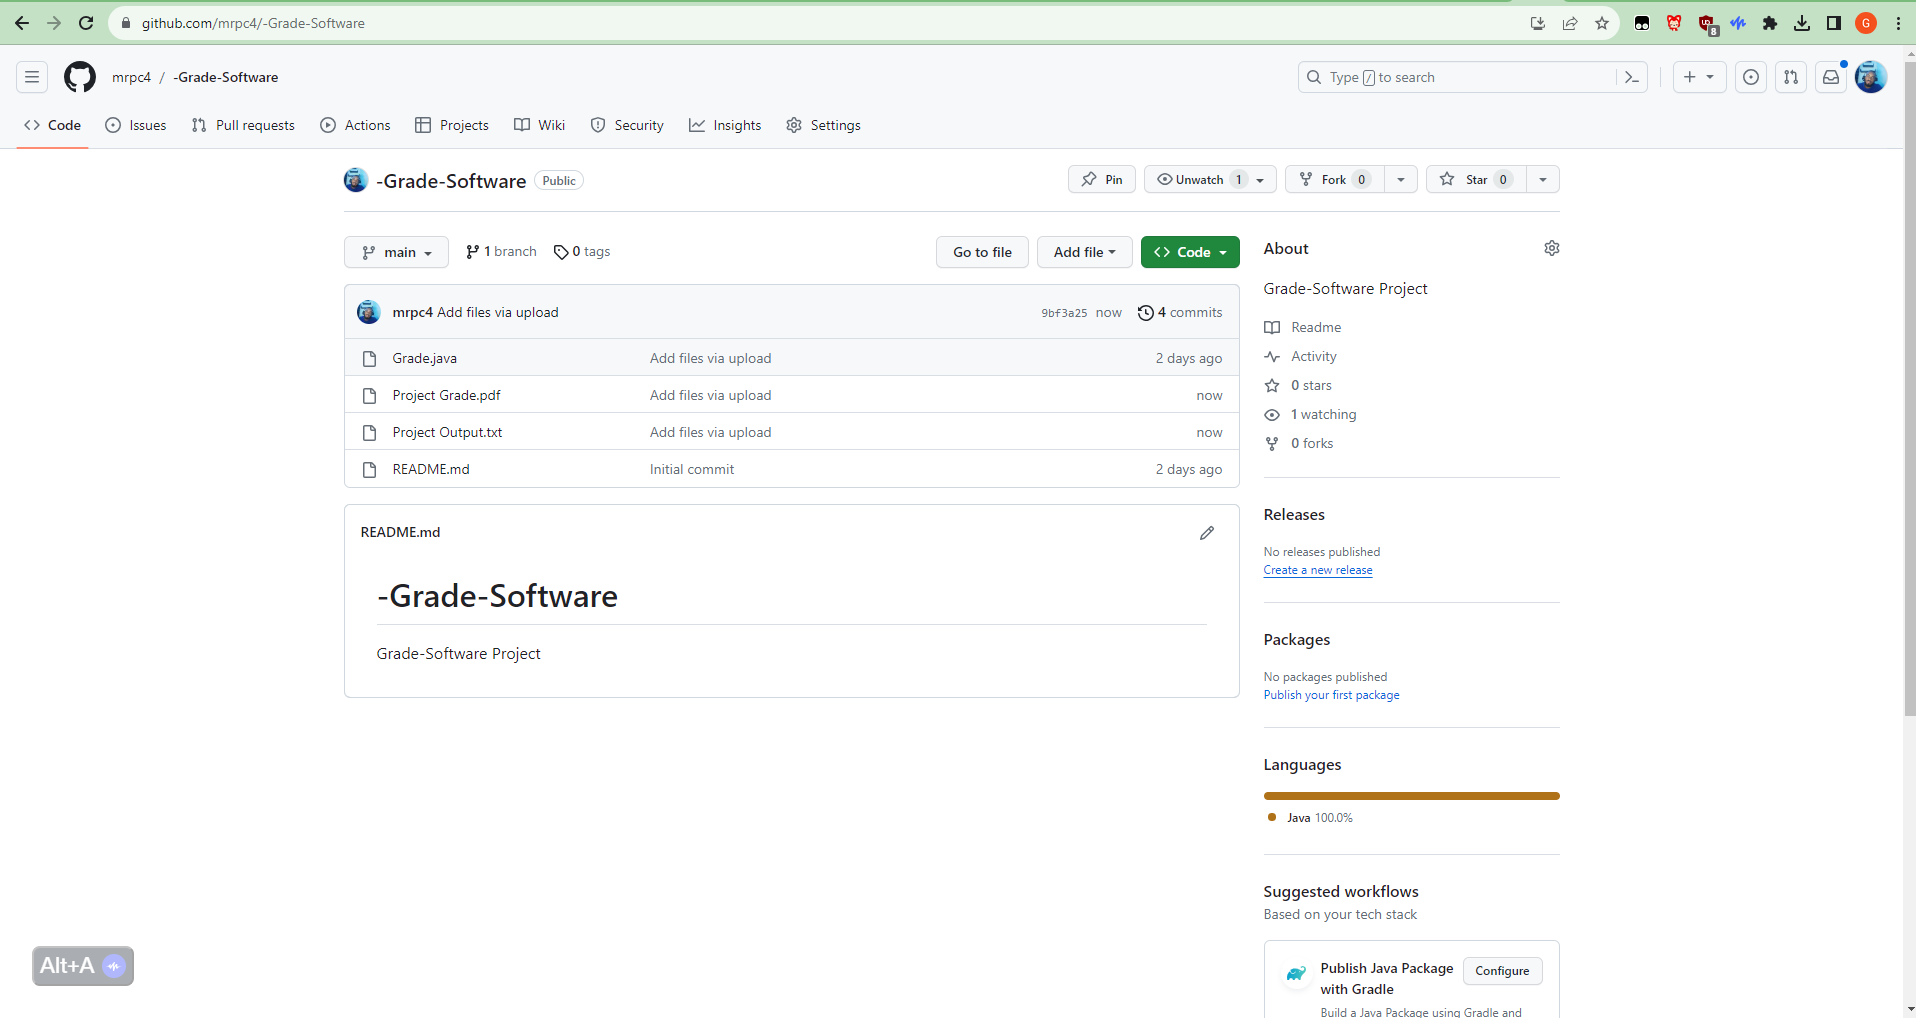 github.com/mrpc4/-Grade-Software
8
G
mrpc4 / -Grade-Software
Type / to search
Code
Issues
Pull requests
Actions
Projects
Wiki
Security
Insights
Settings
-Grade-Software Public
Pin
Unwatch 1
Fork 0
Star 0
main
1 branch
0 tags
Go to file
Add file
Code
mrpc4 Add files via upload 9bf3a25 now 4 commits
Grade.java Add files via upload 2 days ago
Project Grade.pdf Add files via upload now
Project Output.txt Add files via upload now
README.md Initial commit 2 days ago
README.md
-Grade-Software
Grade-Software Project
About
Grade-Software Project
Readme
Activity
0 stars
1 watching
0 forks
Releases
No releases published
Create a new release
Packages
No packages published
Publish your first package
Languages
Java 100.0%
Suggested workflows
Based on your tech stack
Publish Java Package
with Gradle
Configure
Build a Java Package using Gradle and
Alt+A